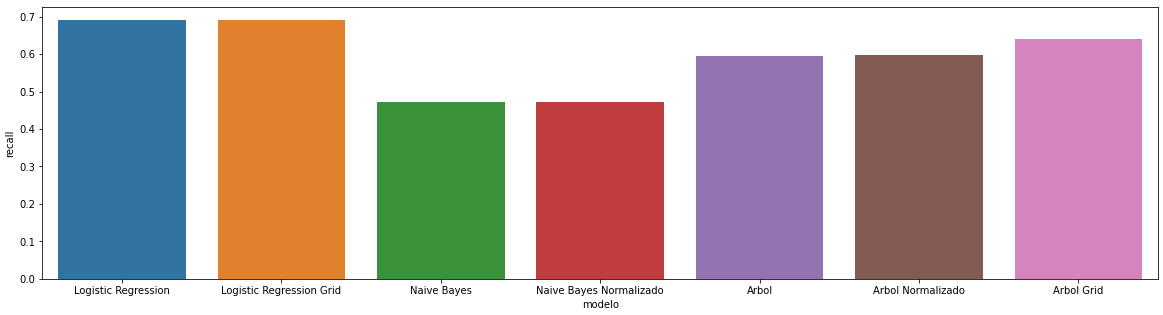 0.7
0.6
0.5
0.4
0.3
0.2
0.1
0.0
recall
Logistic Regression Logistic Regression Grid Naive Bayes Naive Bayes Normalizado Arbol Arbol Normalizado Arbol Grid
modelo